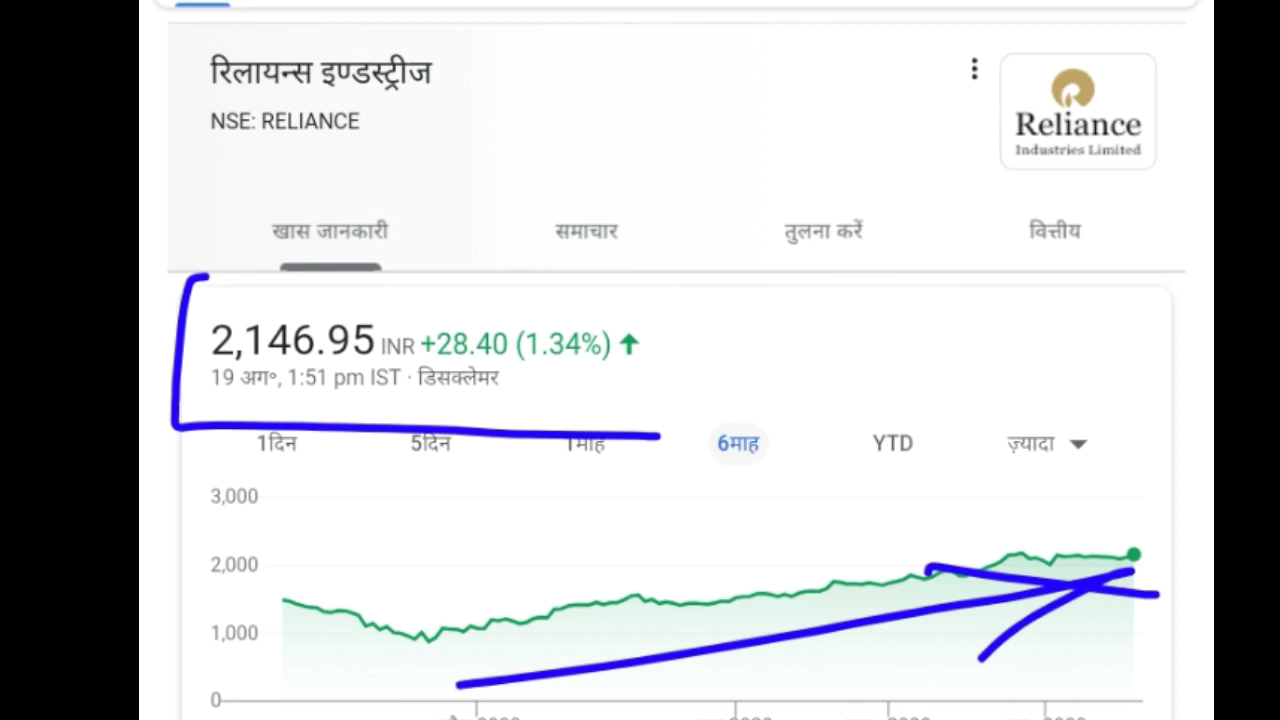 रिलायन्स इण्डस्ट्रीज
NSE: RELIANCE
Reliance
Industries Limited
खास जानकारी समाचार तुलना करें वित्तीय
2,146.95 INR +28.40 (1.34%)
19 अग॰, 1:51 pm IST · डिसक्लेमर
1दिन 5दिन 1माह 6माह YTD ज़्यादा
3,000
2,000
1,000
0